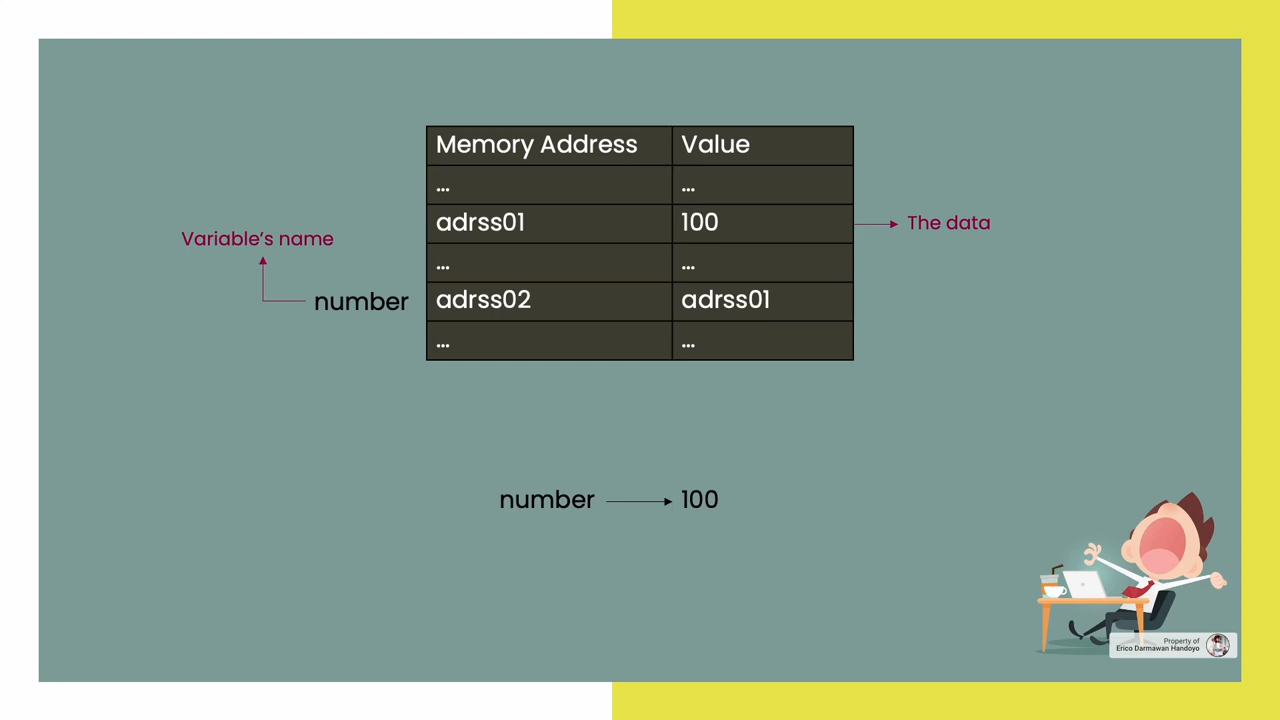 Memory Address Value
... ...
adrss01 100
The data
Variable's name
... ...
number adrss02 adrss01
... ...
number 100
Property of
Erico Darmawan Handoyo